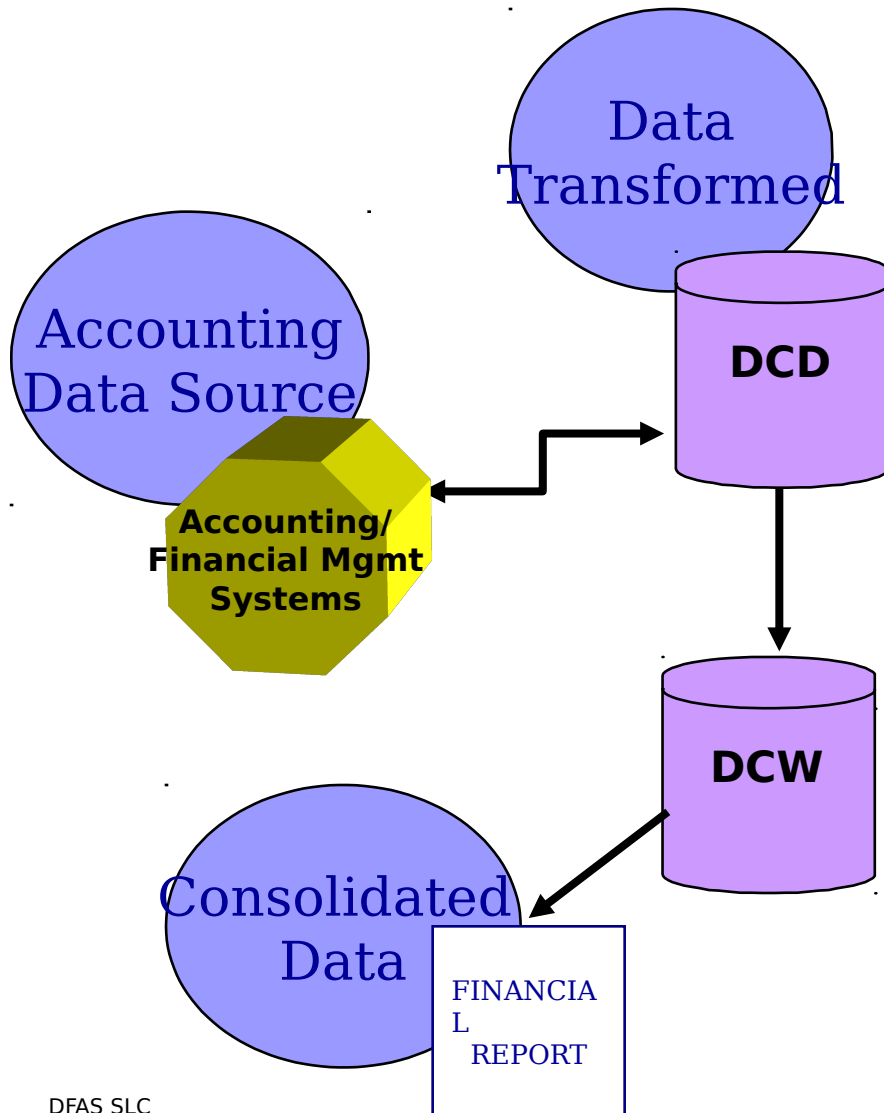 Data
Transformed
DCD
Accounting
Data Source
Accounting/
Financial Mgmt
Systems
DCW
Consolidated
Data
FINANCIA
L
REPORT
DFAS SLC